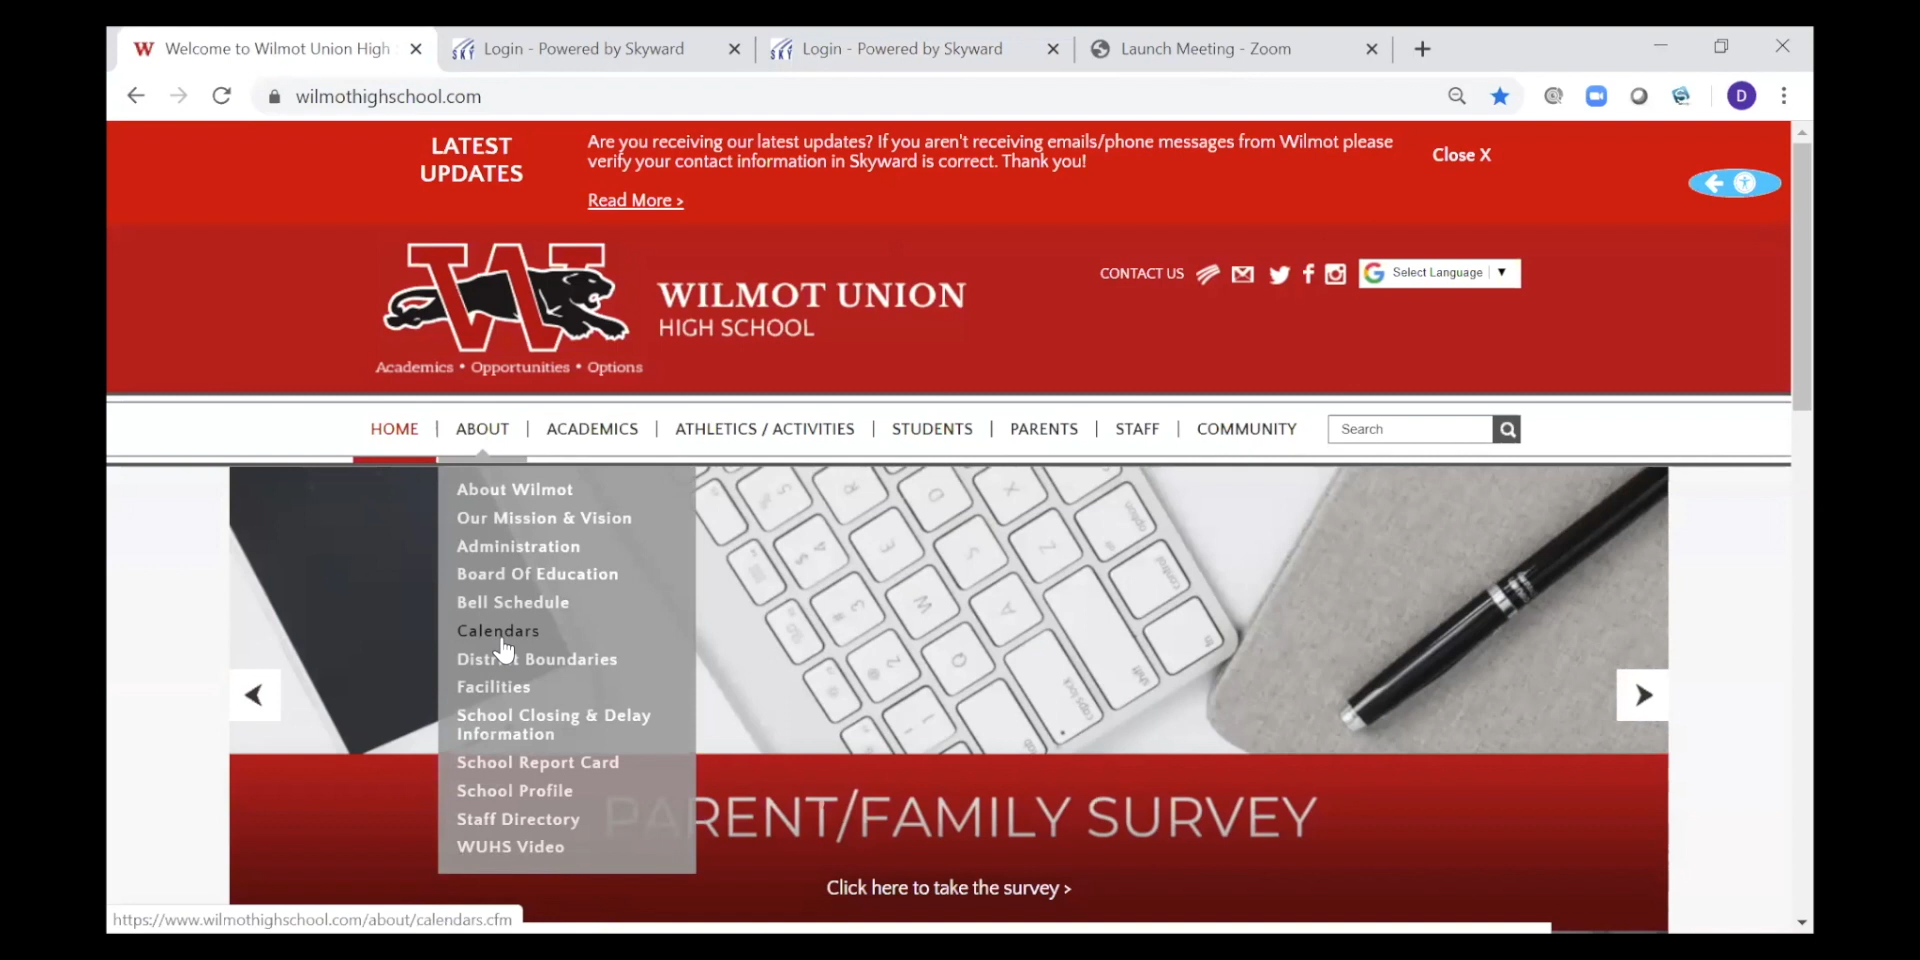 Welcome to Wilmot Union High
Login - Powered by Skyward
Login - Powered by Skyward
Launch Meeting - Zoom
wilmothighschool.com
D
LATEST
UPDATES
Are you receiving our latest updates? If you aren't receiving emails/phone messages from Wilmot please
verify your contact information in Skyward is correct. Thank you!
Read More >
Close X
W
Academics • Opportunities • Options
WILMOT UNION
HIGH SCHOOL
CONTACT US
Select Language
HOME | ABOUT | ACADEMICS | ATHLETICS / ACTIVITIES | STUDENTS | PARENTS | STAFF | COMMUNITY
Search
About Wilmot
Our Mission & Vision
Administration
Board Of Education
Bell Schedule
Calendars
District Boundaries
Facilities
School Closing & Delay
Information
School Report Card
School Profile
Staff Directory
WUHS Video
PARENT/FAMILY SURVEY
Click here to take the survey >
https://www.wilmothighschool.com/about/calendars.cfm